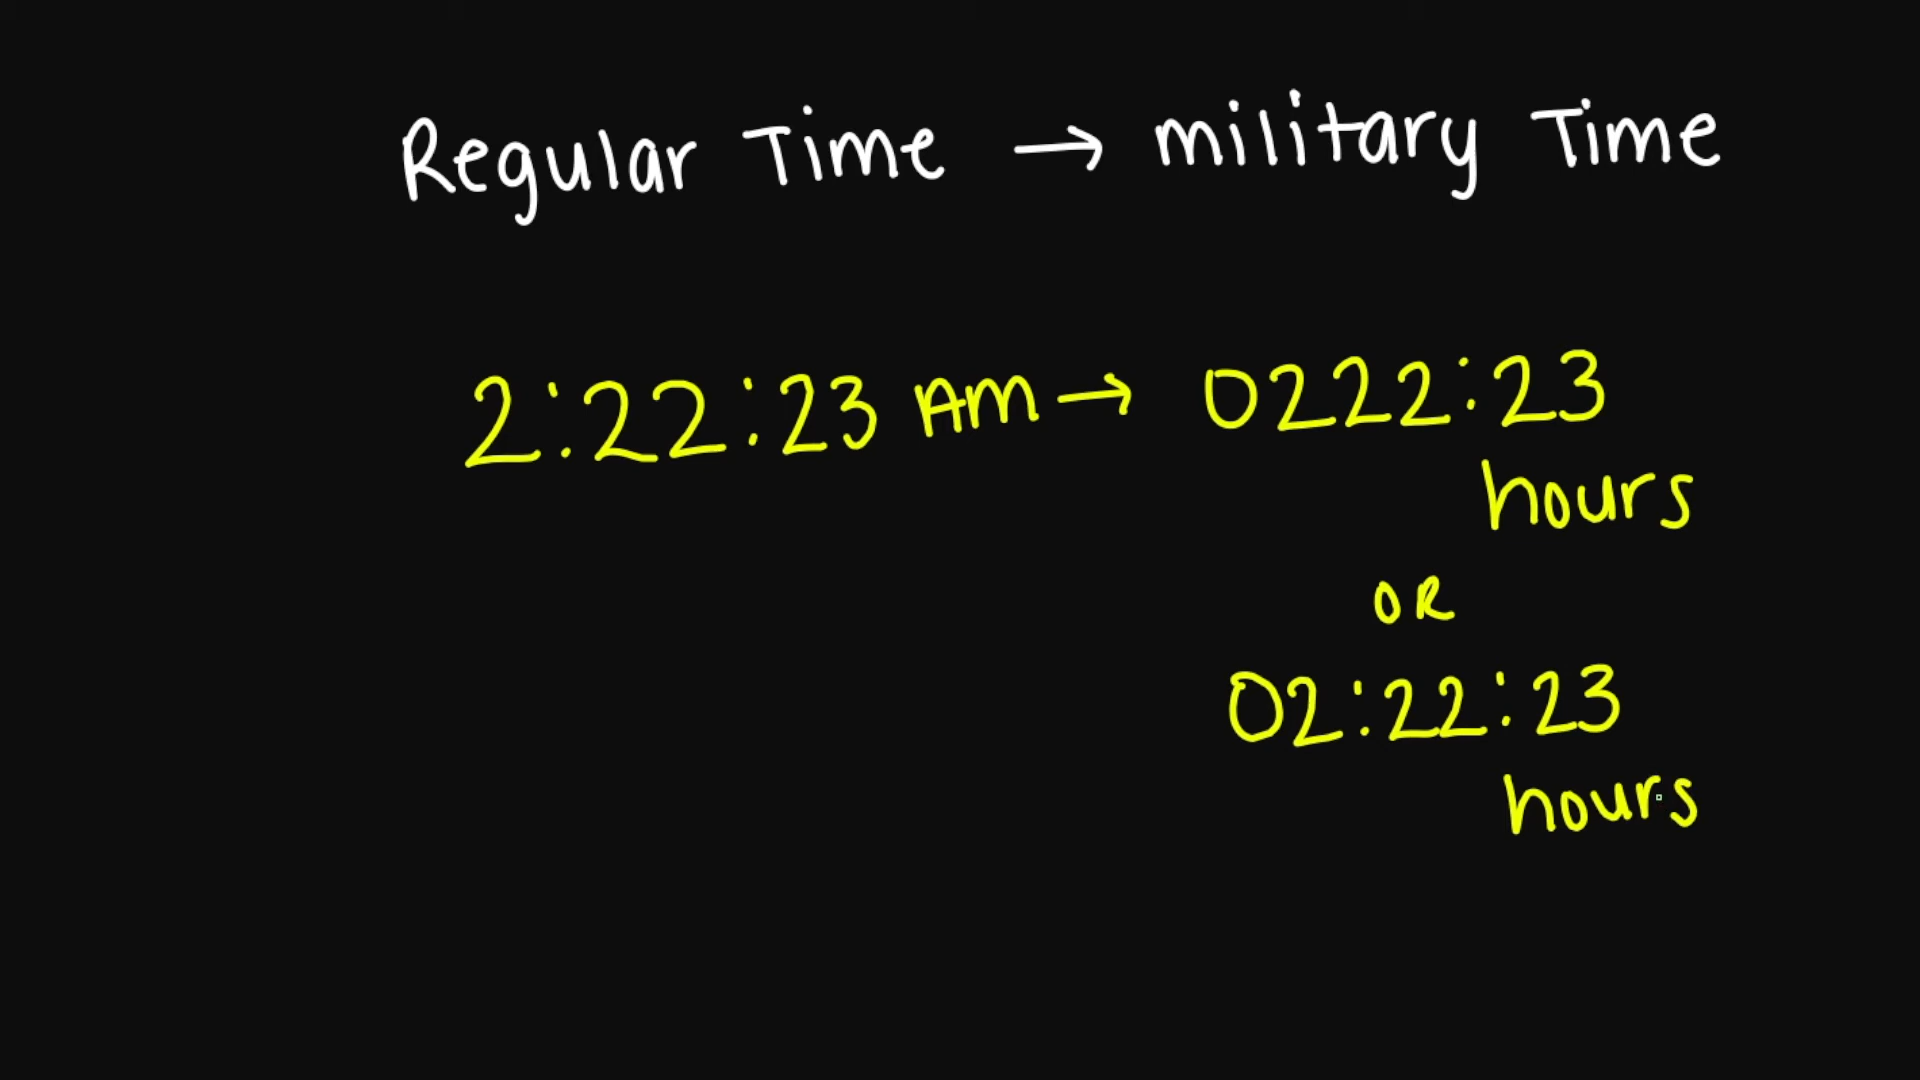 Regular Time → military Time
2:22:23 AM → 0222:23
hours
OR
02:22:23
hours